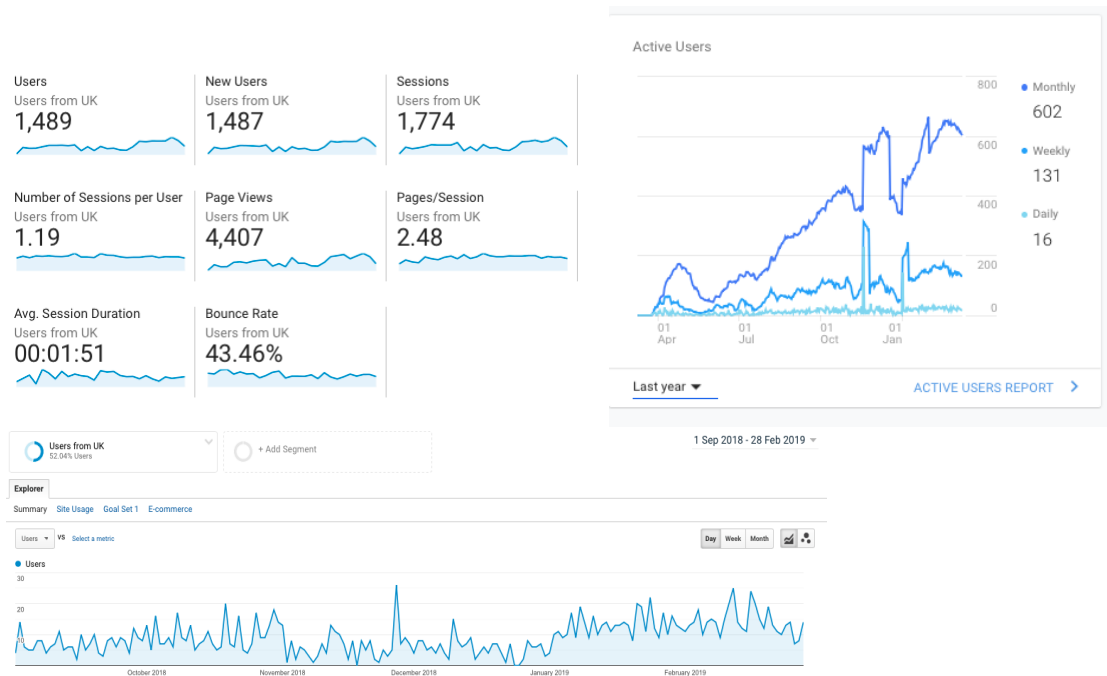 Users
Users from UK
1,489
New Users
Users from UK
1,487
Sessions
Users from UK
1,774
Number of Sessions per User
Users from UK
1.19
Page Views
Users from UK
4,407
Pages/Session
Users from UK
2.48
Avg. Session Duration
Users from UK
00:01:51
Bounce Rate
Users from UK
43.46%
Active Users
800
600
400
200
0
01 Apr
01 Jul
01 Oct
01 Jan
Monthly
602
Weekly
131
Daily
16
Last year
ACTIVE USERS REPORT
Users from UK
52.04% Users
+ Add Segment
1 Sep 2018 - 28 Feb 2019
Explorer
Summary Site Usage Goal Set 1 E-commerce
Users VS Select a metric
Day Week Month
Users
30
20
10
October 2018 November 2018 December 2018 January 2019 February 2019